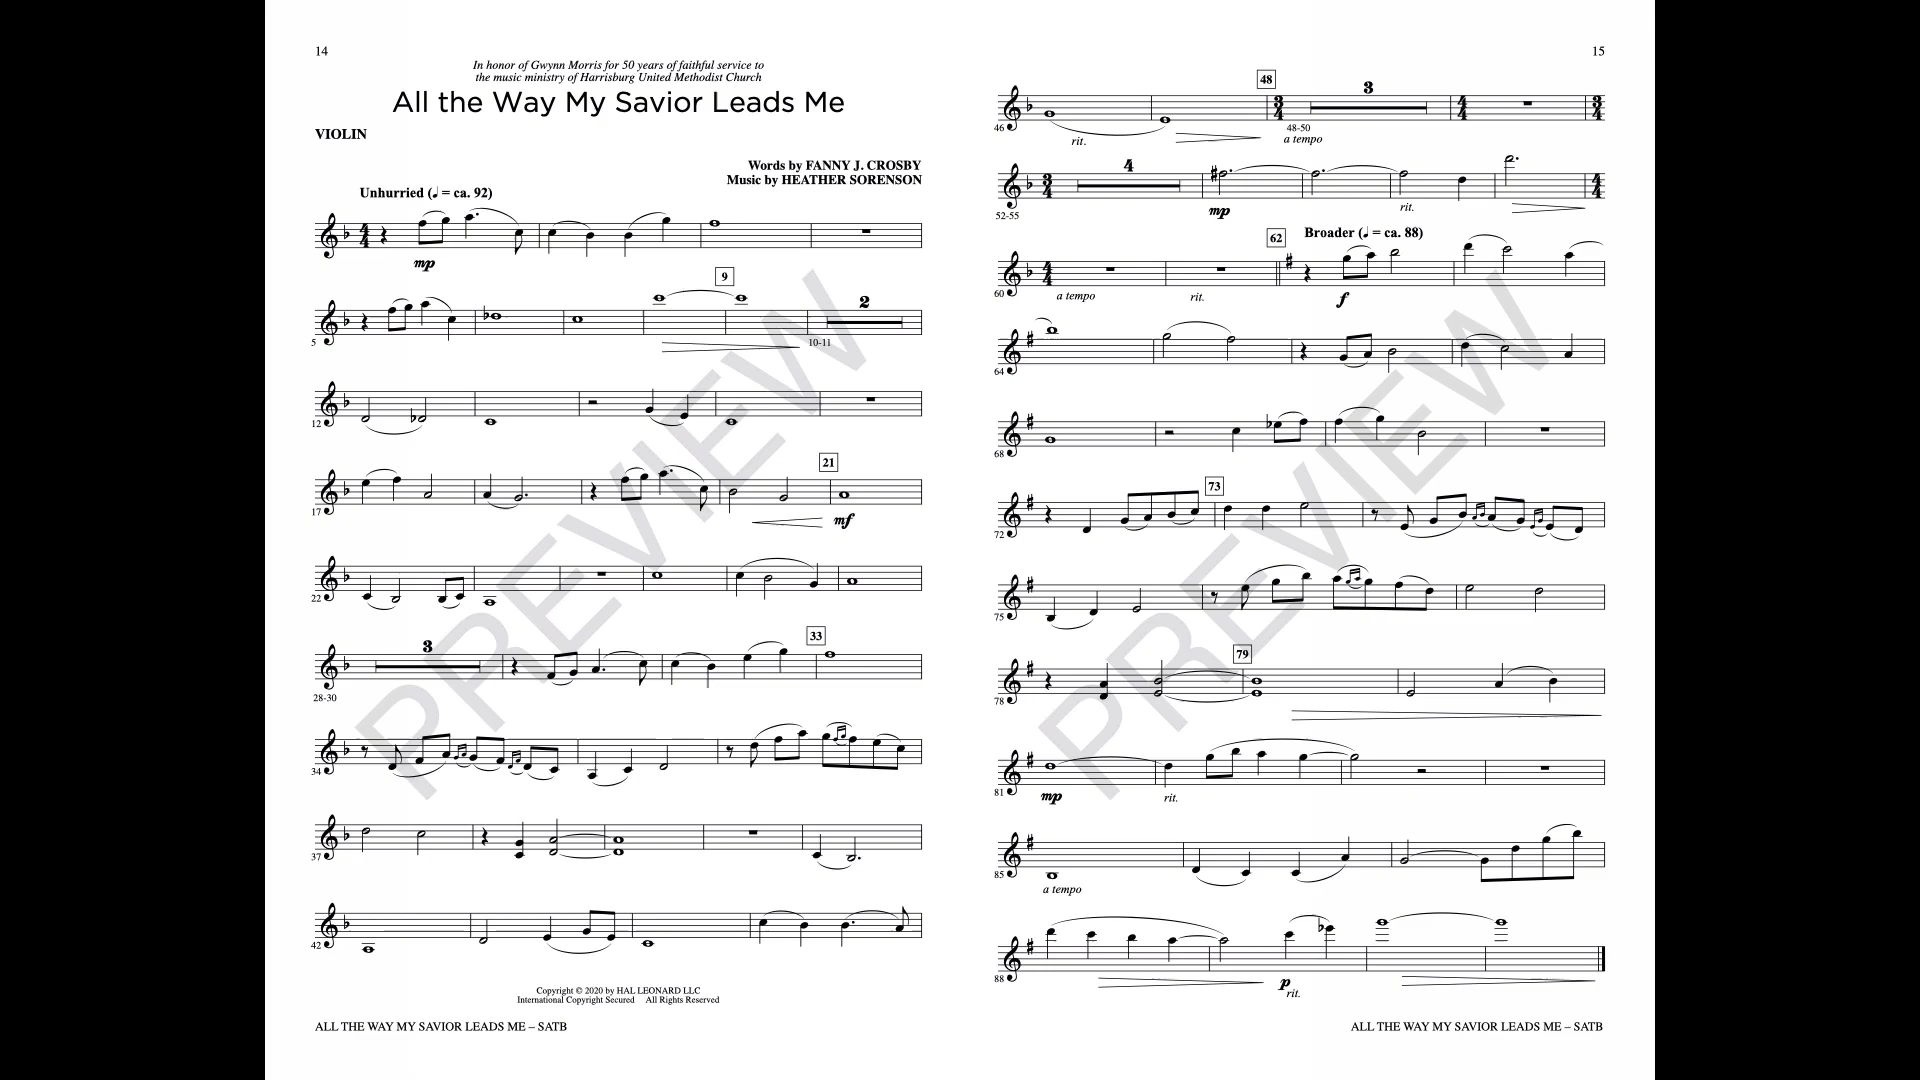 14
In honor of Gwynn Morris for 50 years of faithful service to
the music ministry of Harrisburg United Methodist Church
All the Way My Savior Leads Me
VIOLIN
Words by FANNY J. CROSBY
Music by HEATHER SORENSON
Unhurried (♩ = ca. 92)
mp
9
2
5
10-11
12
21
17
mf
22
3
33
28-30
34
37
42
PREVIEW
Copyright © 2020 by HAL LEONARD LLC
International Copyright Secured All Rights Reserved
ALL THE WAY MY SAVIOR LEADS ME – SATB
15
48
3
46
rit.
48-50
a tempo
4
52-55
mp
rit.
62
Broader (♩ = ca. 88)
60
a tempo
rit.
f
64
68
73
72
75
79
78
81
mp
rit.
85
a tempo
88
p
rit.
PREVIEW
ALL THE WAY MY SAVIOR LEADS ME – SATB